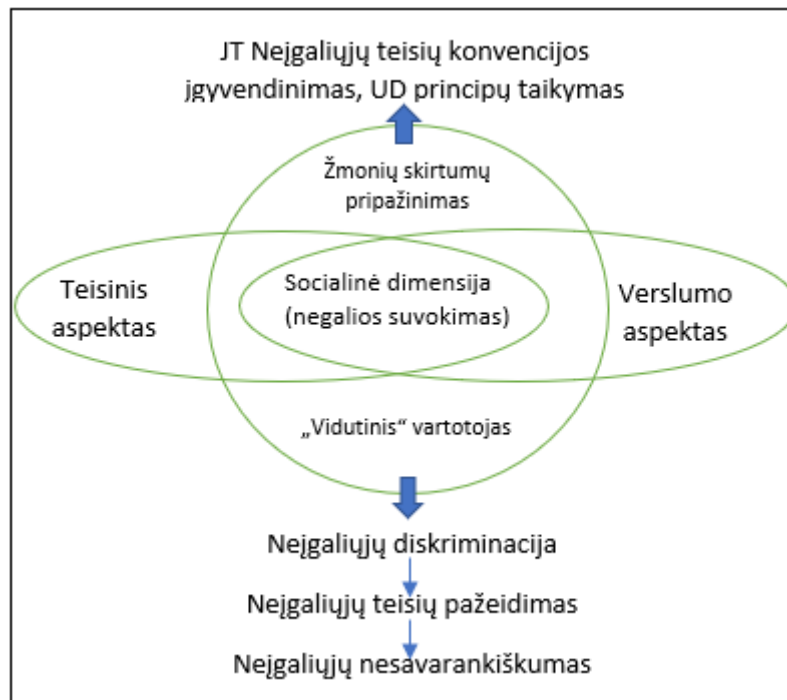 JT Neįgaliųjų teisių konvencijos
įgyvendinimas, UD principų taikymas
Žmonių skirtumų
pripažinimas
Teisinis
aspektas
Socialinė dimensija
(negalios suvokimas)
Verslumo
aspektas
„Vidutinis“ vartotojas
Neįgaliųjų diskriminacija
Neįgaliųjų teisių pažeidimas
Neįgaliųjų nesavarankiškumas